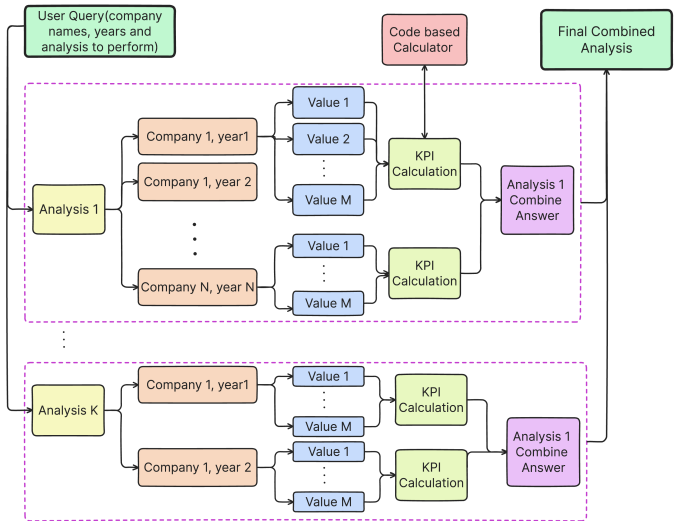 User Query(company
names, years and
analysis to perform)
Code based
Calculator
Final Combined
Analysis
Analysis 1
Company 1, year1
Company 1, year 2
Company N, year N
Value 1
Value 2
Value M
Value 1
Value M
KPI
Calculation
KPI
Calculation
Analysis 1
Combine
Answer
Analysis K
Company 1, year1
Company 1, year 2
Value 1
Value M
Value 1
Value M
KPI
Calculation
KPI
Calculation
Analysis 1
Combine
Answer